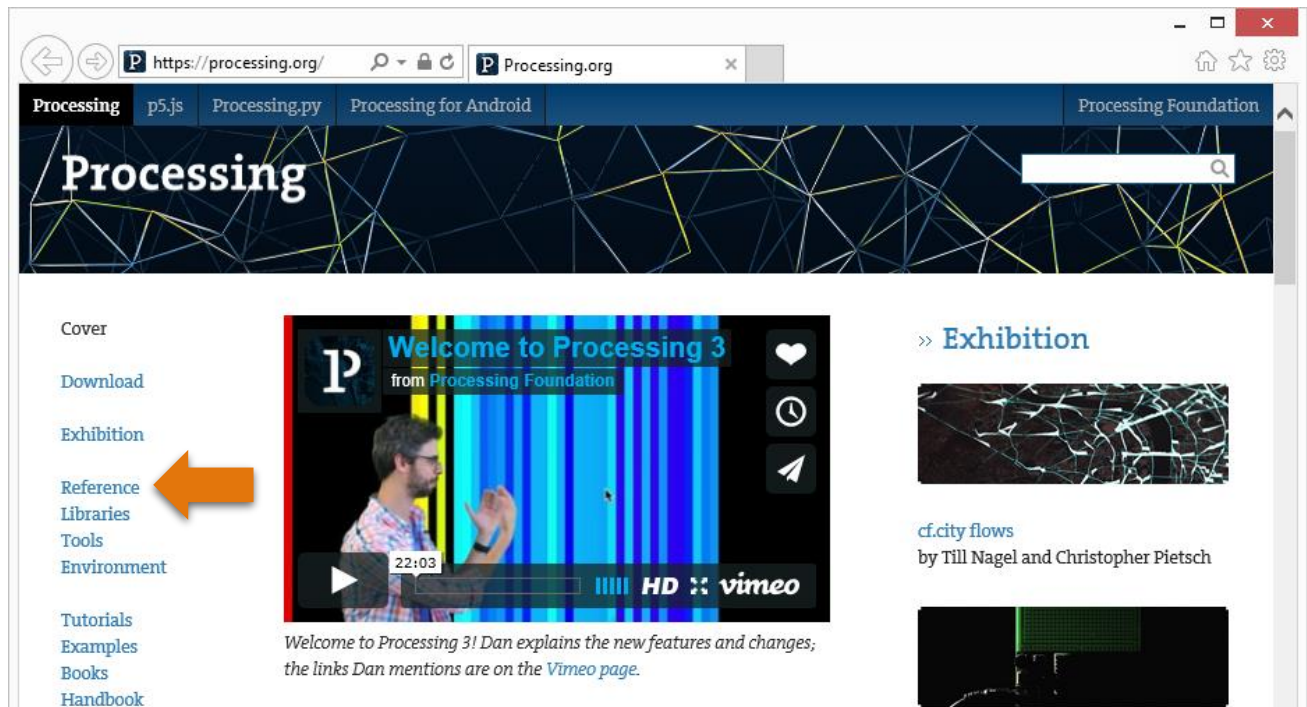 https://processing.org/
Processing.org
Processing p5.js Processing.py Processing for Android Processing Foundation
Processing
Cover
Download
Exhibition
Reference
Libraries
Tools
Environment
Tutorials
Examples
Books
Handbook
Welcome to Processing 3
from Processing Foundation
22:03
HD vimeo
Welcome to Processing 3! Dan explains the new features and changes;
the links Dan mentions are on the Vimeo page.
» Exhibition
cf.city flows
by Till Nagel and Christopher Pietsch